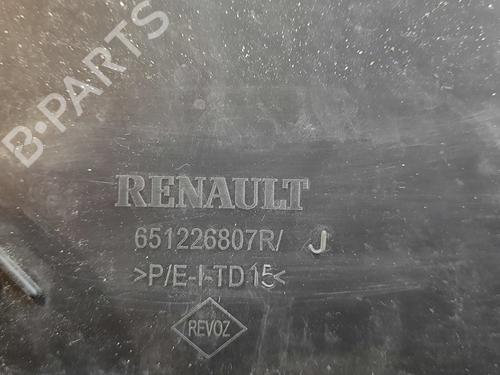 B·PARTS
RENAULT
651226807R/ J
>P/E-I-TD15<
REVOZ